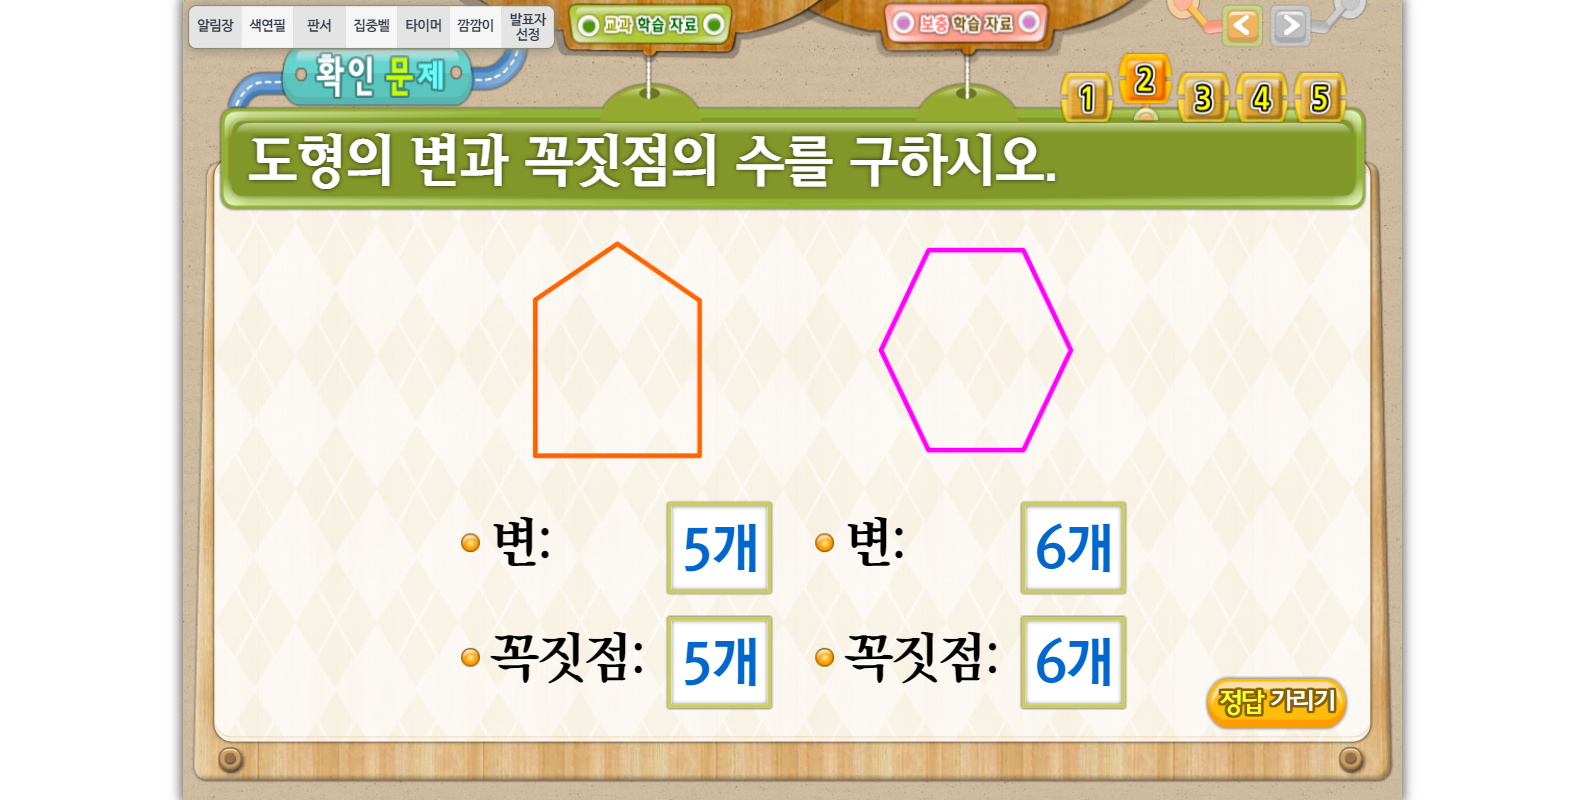 알림장 색연필 판서 집중벨 타이머 깜깜이 발표자 선정
교과 학습 자료 보충 학습 자료
확인 문제
1 2 3 4 5
도형의 변과 꼭짓점의 수를 구하시오.
변: 5개 변: 6개
꼭짓점: 5개 꼭짓점: 6개
정답 가리기